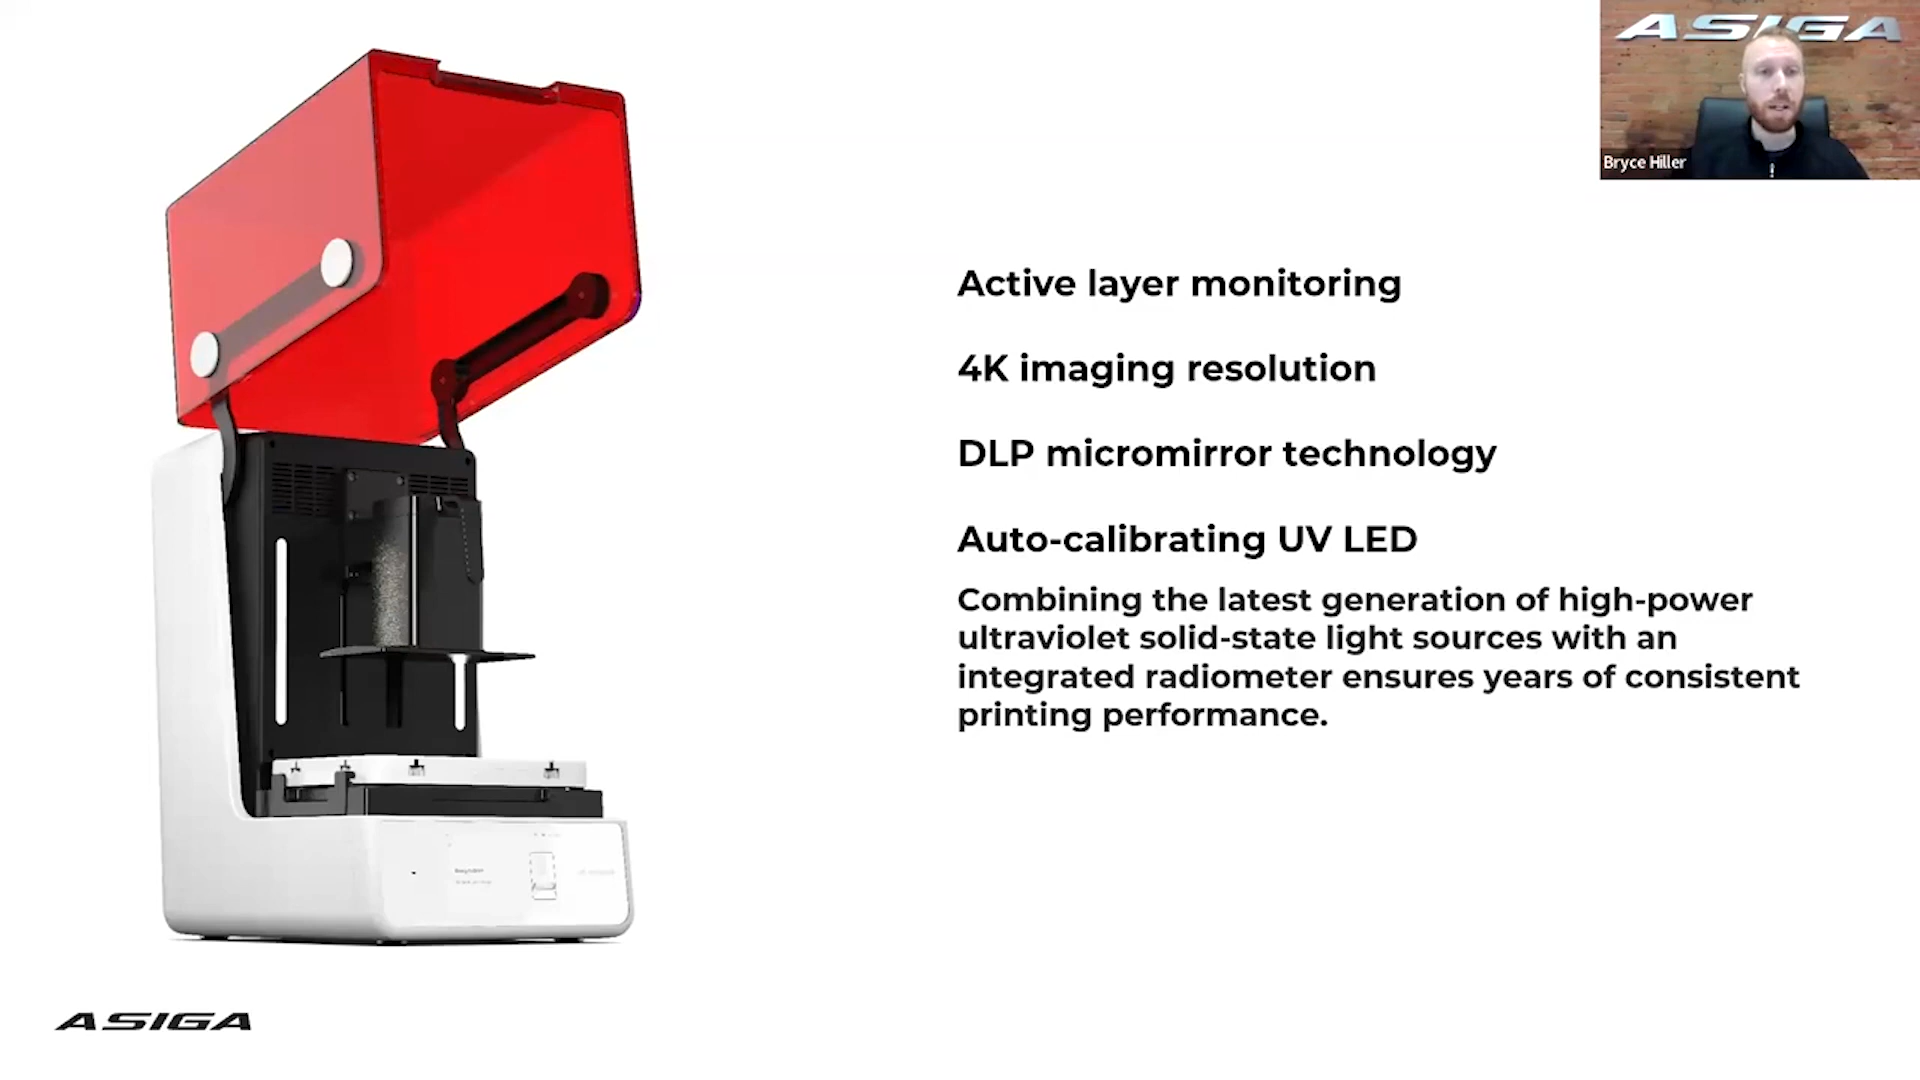 ASIGA
Bryce Hiller
Active layer monitoring
4K imaging resolution
DLP micromirror technology
Auto-calibrating UV LED
Combining the latest generation of high-power
ultraviolet solid-state light sources with an
integrated radiometer ensures years of consistent
printing performance.
ASIGA